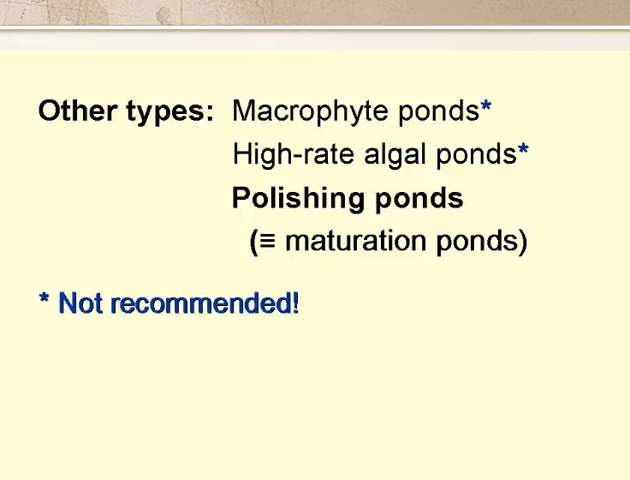 Other types: Macrophyte ponds*
High-rate algal ponds*
Polishing ponds
(≡ maturation ponds)
* Not recommended!